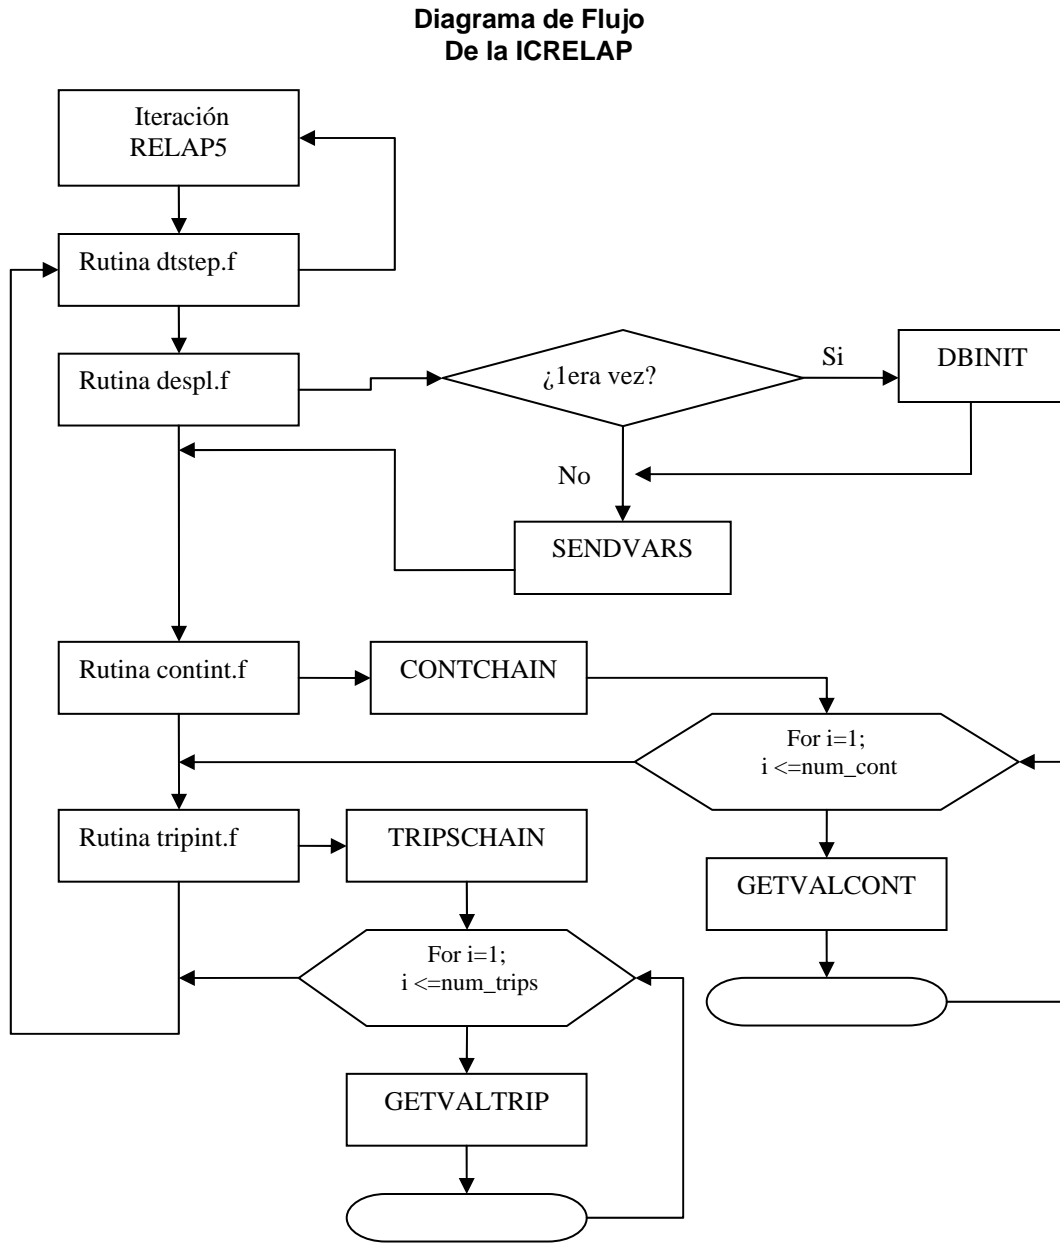 Diagrama de Flujo
De la ICRELAP
Iteración
RELAP5
Rutina dtstep.f
Rutina despl.f
¿1era vez?
Si
DBINIT
No
SENDVARS
Rutina contint.f
CONTCHAIN
For i=1;
i <=num_cont
Rutina tripint.f
TRIPSCHAIN
GETVALCONT
For i=1;
i <=num_trips
GETVALTRIP